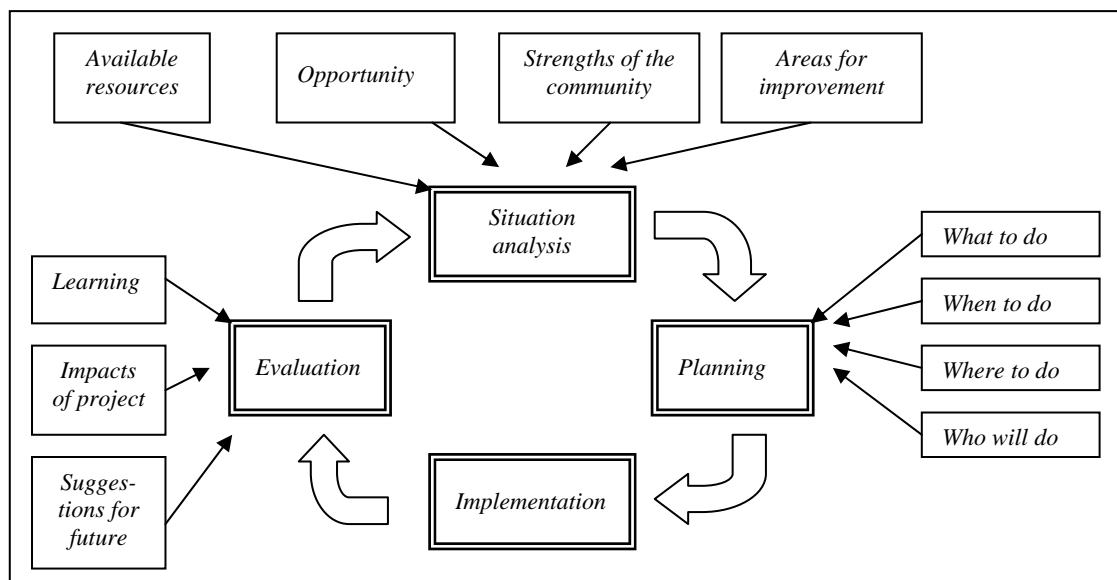 Available
resources
Opportunity
Strengths of the
community
Areas for
improvement
Situation
analysis
What to do
When to do
Where to do
Who will do
Learning
Impacts
of project
Sugges-
tions for
future
Evaluation
Planning
Implementation